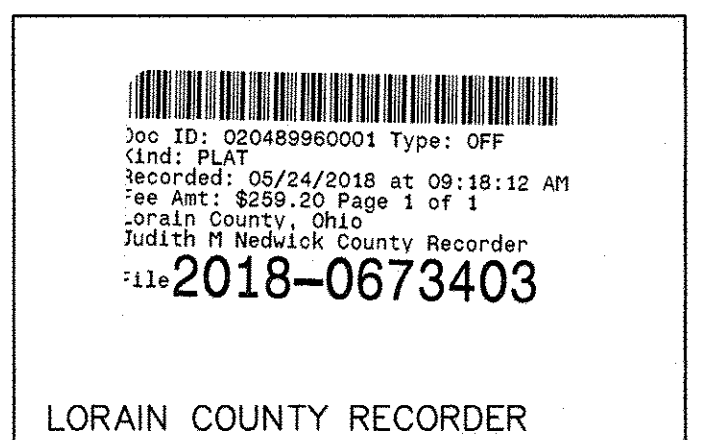 Doc ID: 020489960001 Type: OFF
Kind: PLAT
Recorded: 05/24/2018 at 09:18:12 AM
Fee Amt: $259.20 Page 1 of 1
Lorain County, Ohio
Judith M Nedwick County Recorder
File 2018-0673403
LORAIN COUNTY RECORDER